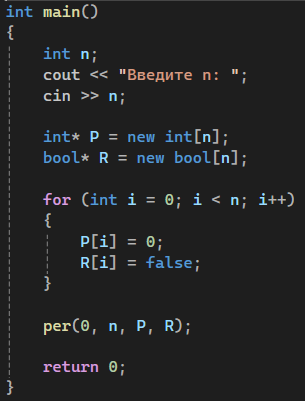 int main()
{
    int n;
    cout << "Введите n: ";
    cin >> n;

    int* P = new int[n];
    bool* R = new bool[n];

    for (int i = 0; i < n; i++)
    {
        P[i] = 0;
        R[i] = false;
    }

    per(0, n, P, R);

    return 0;
}